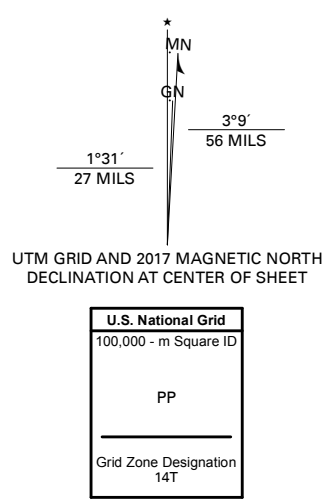 ★
MN
GN
3°9´
56 MILS
1°31´
27 MILS
UTM GRID AND 2017 MAGNETIC NORTH
DECLINATION AT CENTER OF SHEET
U.S. National Grid
100,000 - m Square ID
PP
Grid Zone Designation
14T